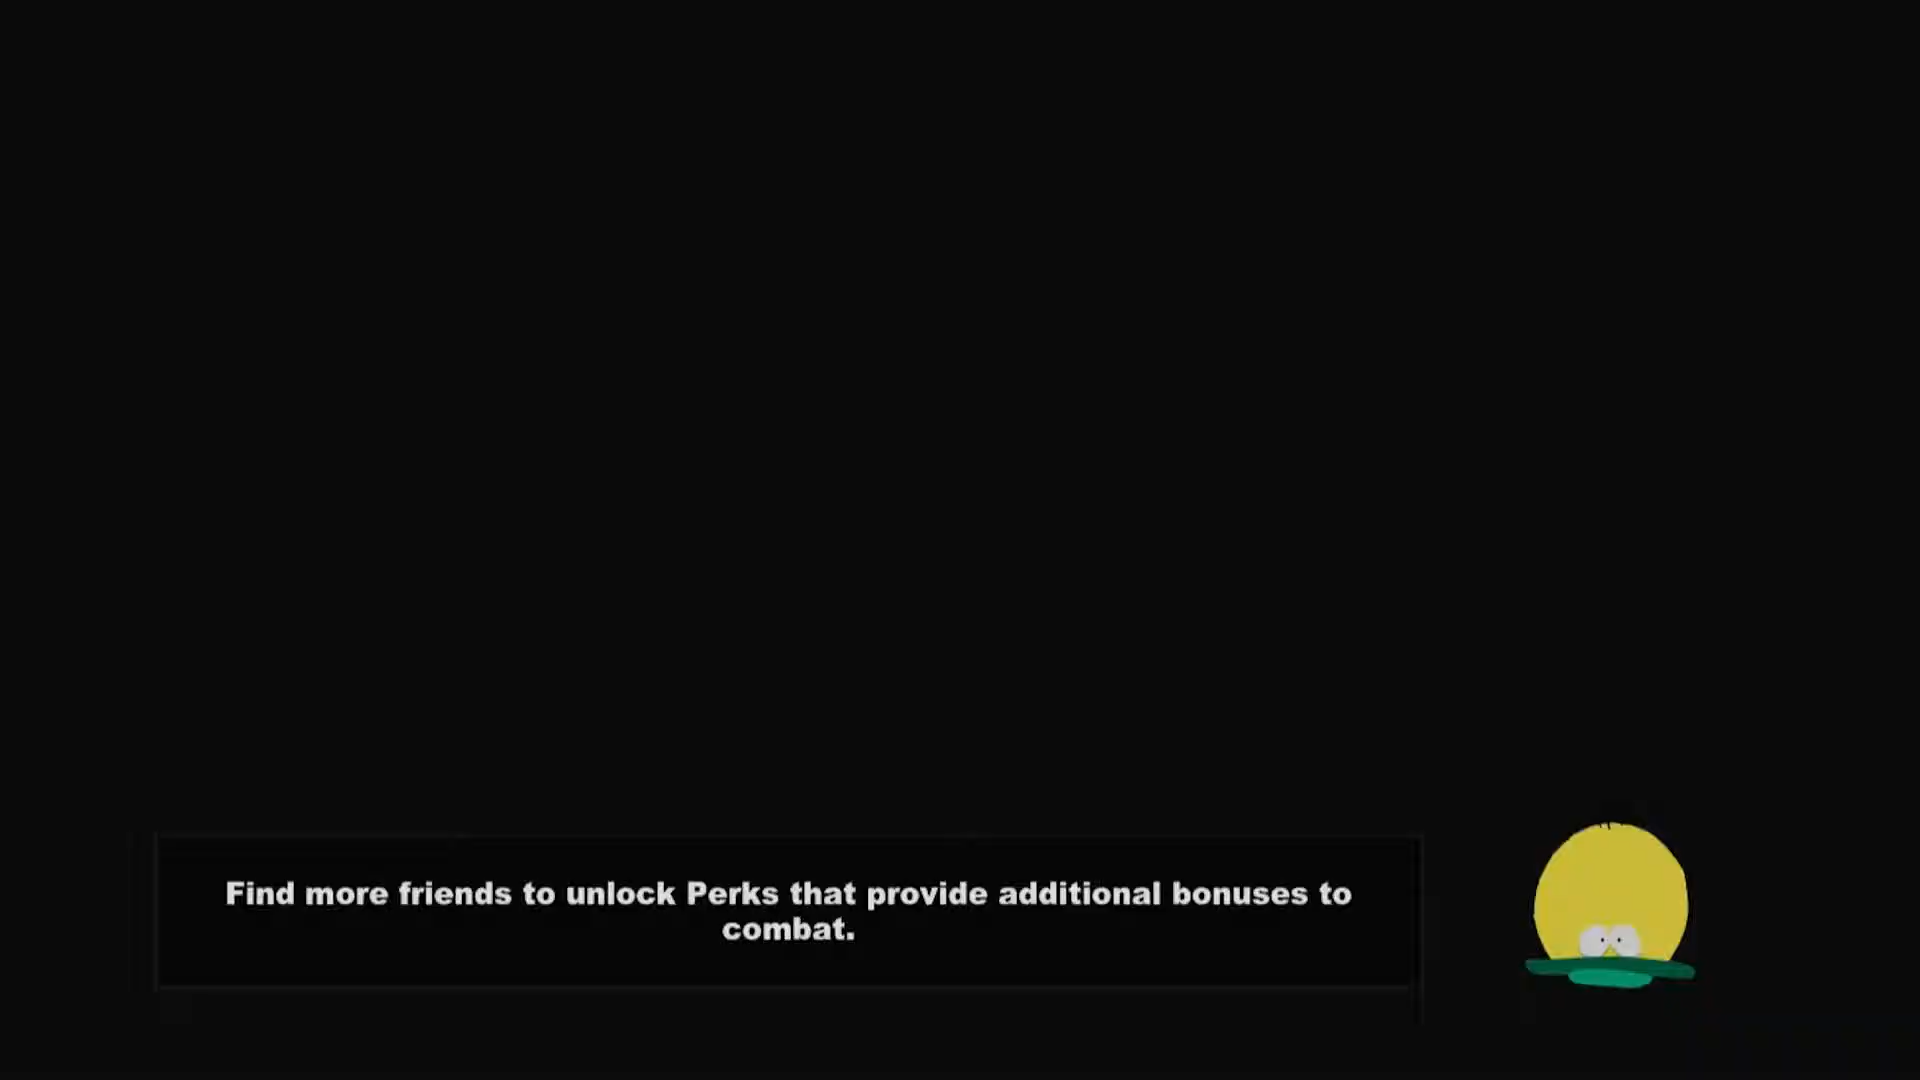 Find more friends to unlock Perks that provide additional bonuses to
combat.